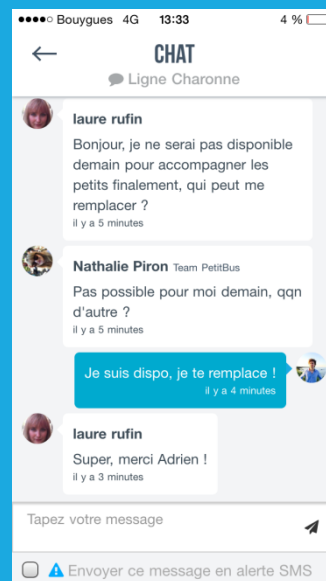 Bouygues 4G 13:33 4 %
CHAT
Ligne Charonne
laure rufin
Bonjour, je ne serai pas disponible
demain pour accompagner les
petits finalement, qui peut me
remplacer ?
il y a 5 minutes
Nathalie Piron Team PetitBus
Pas possible pour moi demain, qqn
d'autre ?
il y a 5 minutes
Je suis dispo, je te remplace !
il y a 4 minutes
laure rufin
Super, merci Adrien !
il y a 3 minutes
Tapez votre message
Envoyer ce message en alerte SMS